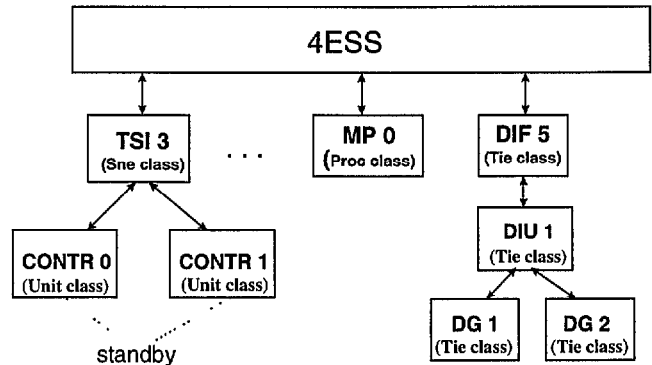 4ESS
TSI 3
(Sne class)
. . .
MP 0
(Proc class)
DIF 5
(Tie class)
DIU 1
(Tie class)
CONTR 0
(Unit class)
CONTR 1
(Unit class)
DG 1
(Tie class)
DG 2
(Tie class)
standby